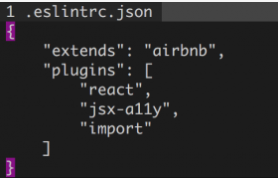 1 .eslintrc.json
{
    "extends": "airbnb",
    "plugins": [
        "react",
        "jsx-a11y",
        "import"
    ]
}